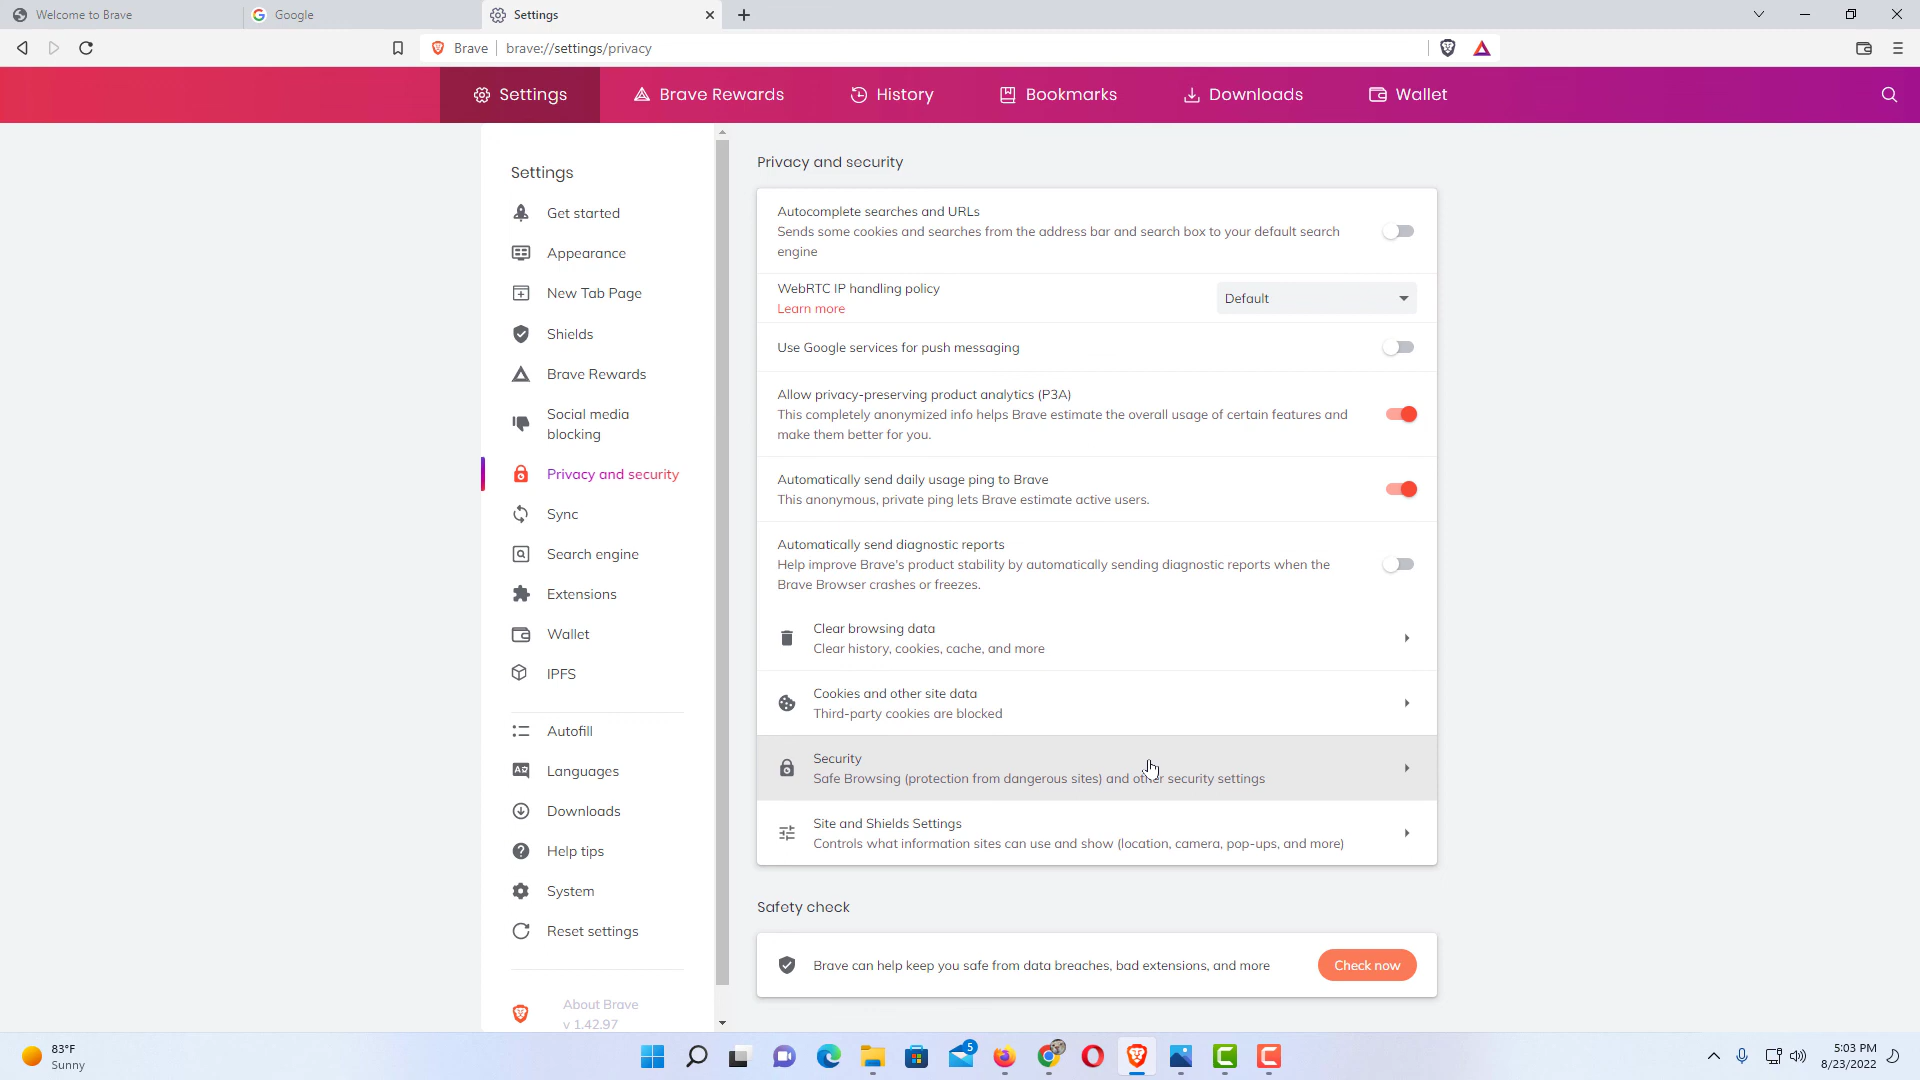 Welcome to Brave
Google
Settings
Brave
brave://settings/privacy
Settings
Brave Rewards
History
Bookmarks
Downloads
Wallet
Settings
Get started
Appearance
New Tab Page
Shields
Brave Rewards
Social media
blocking
Privacy and security
Sync
Search engine
Extensions
Wallet
IPFS
Autofill
Languages
Downloads
Help tips
System
Reset settings
About Brave
v 1.42.97
Privacy and security
Autocomplete searches and URLs
Sends some cookies and searches from the address bar and search box to your default search
engine
WebRTC IP handling policy
Learn more
Default
Use Google services for push messaging
Allow privacy-preserving product analytics (P3A)
This completely anonymized info helps Brave estimate the overall usage of certain features and
make them better for you.
Automatically send daily usage ping to Brave
This anonymous, private ping lets Brave estimate active users.
Automatically send diagnostic reports
Help improve Brave's product stability by automatically sending diagnostic reports when the
Brave Browser crashes or freezes.
Clear browsing data
Clear history, cookies, cache, and more
Cookies and other site data
Third-party cookies are blocked
Security
Safe Browsing (protection from dangerous sites) and other security settings
Site and Shields Settings
Controls what information sites can use and show (location, camera, pop-ups, and more)
Safety check
Brave can help keep you safe from data breaches, bad extensions, and more
Check now
83°F
Sunny
5
5:03 PM
8/23/2022